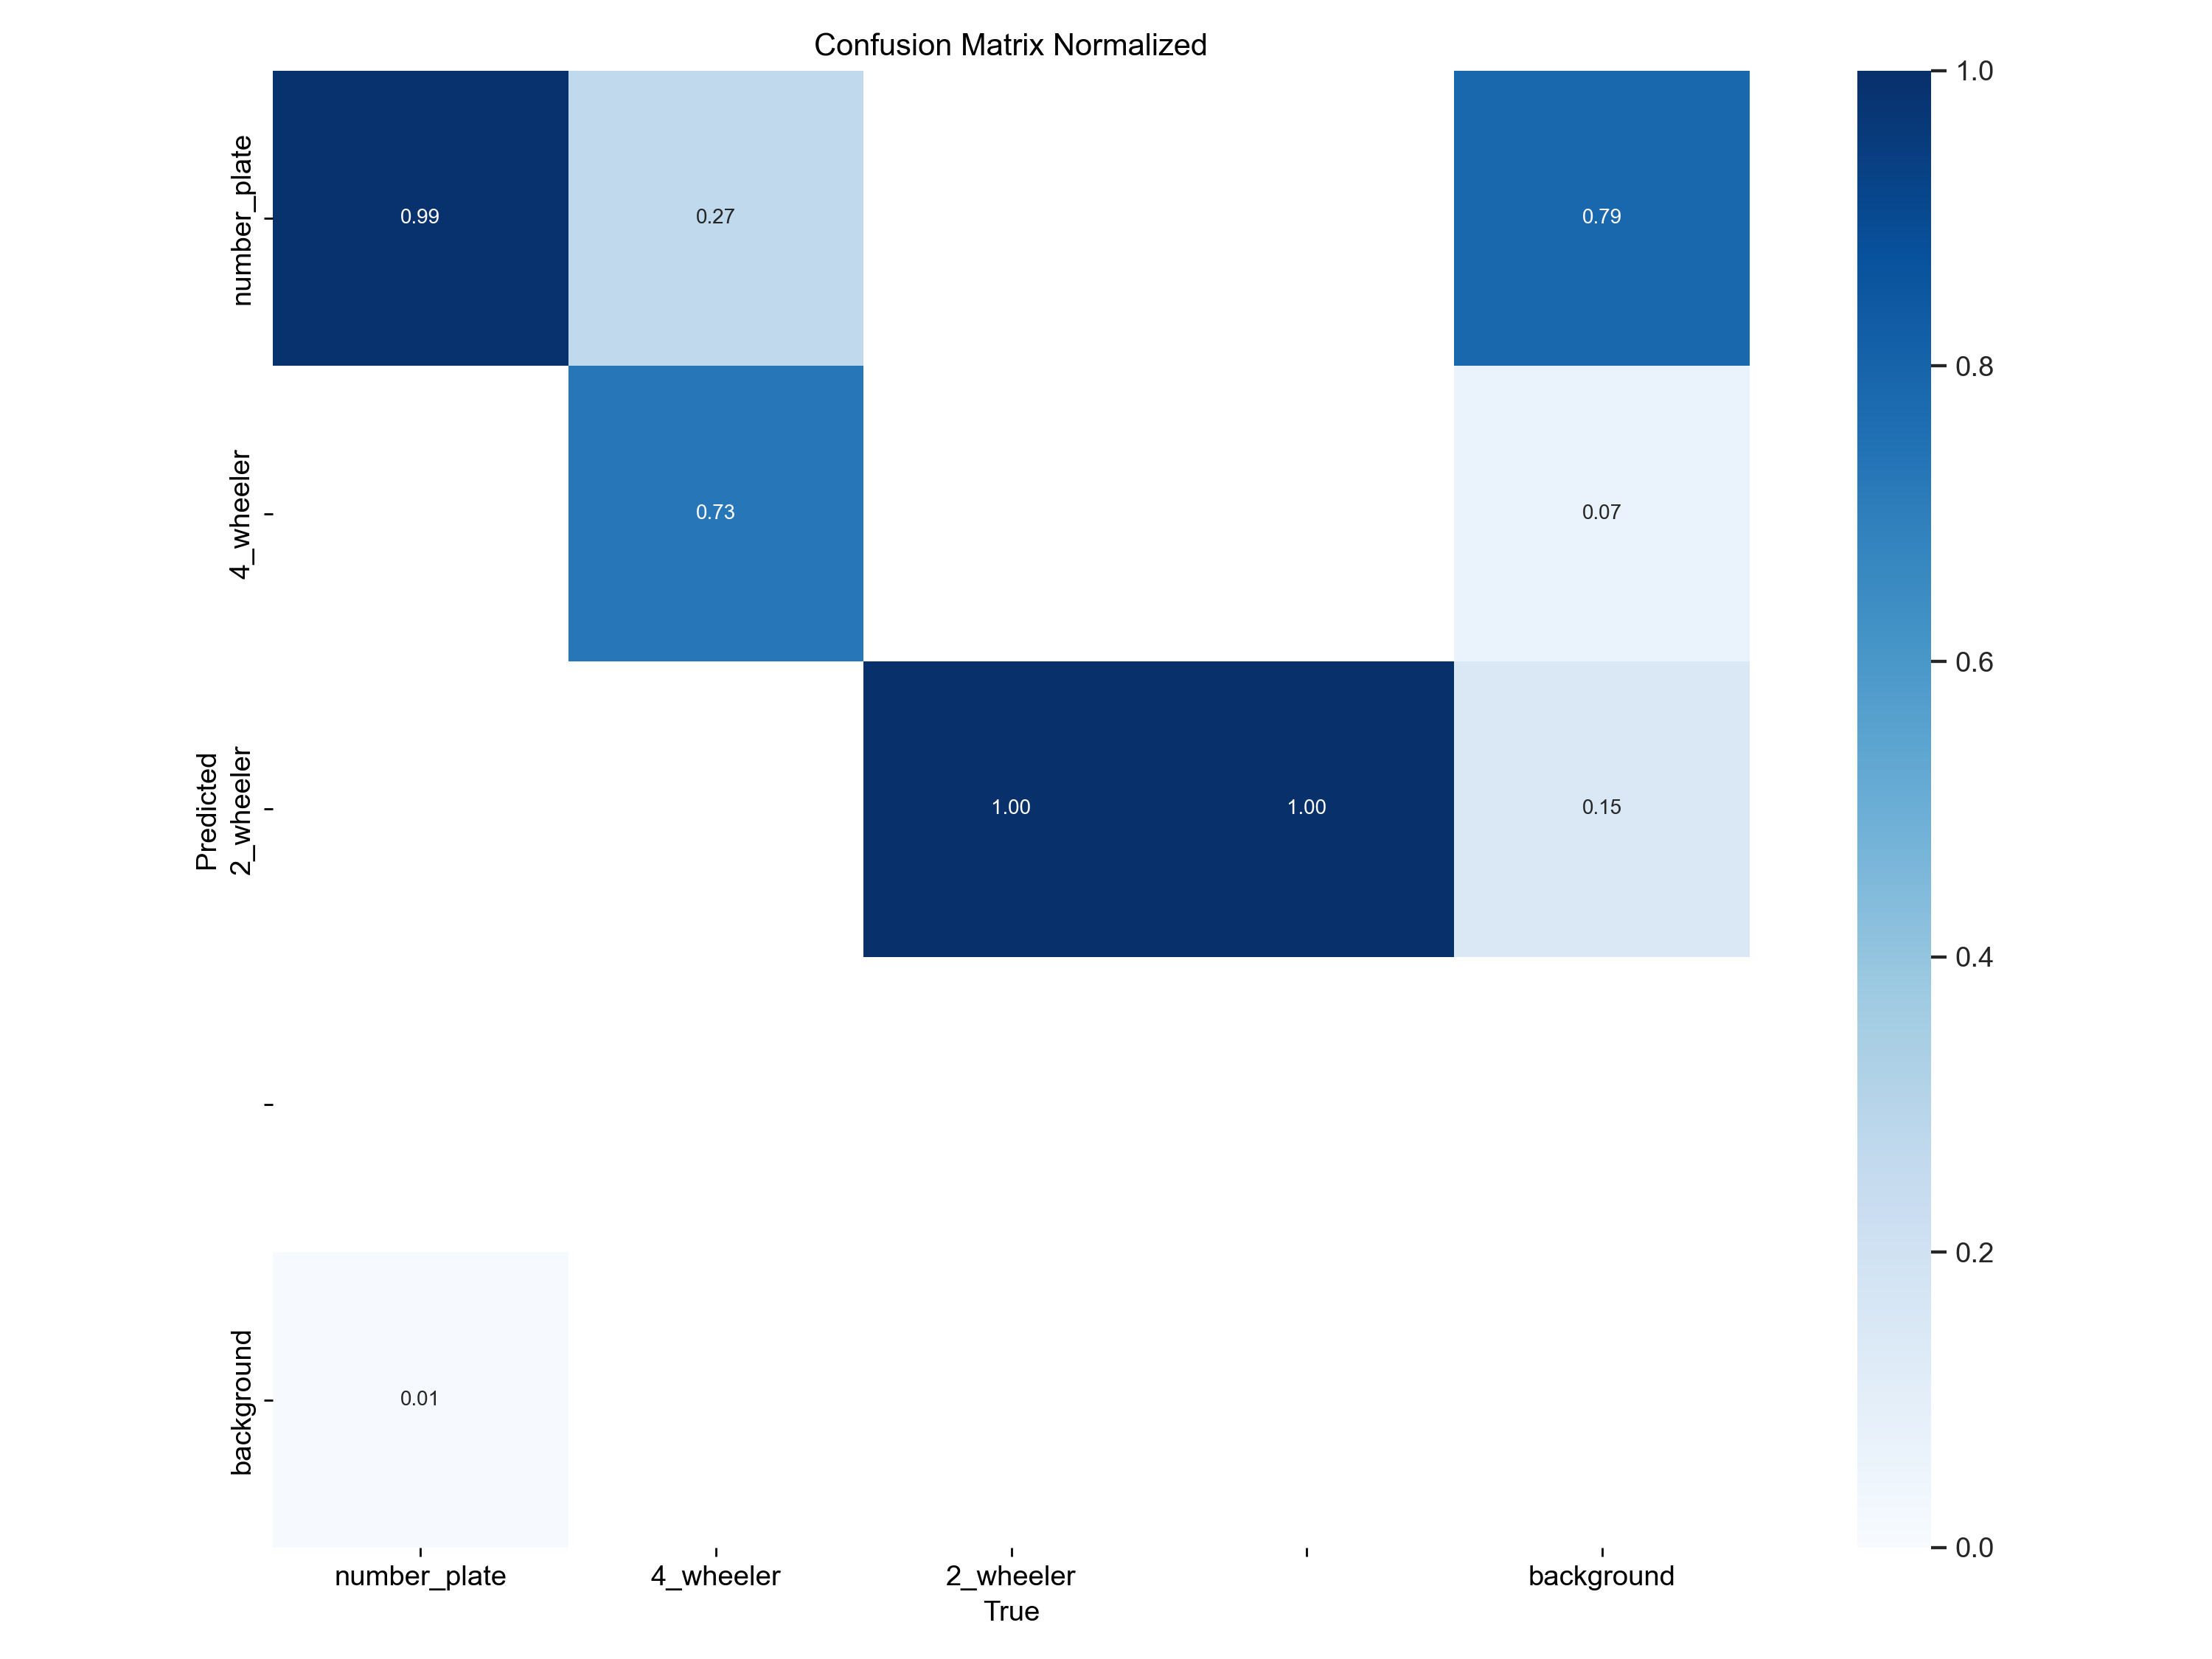 Confusion Matrix Normalized
number_plate
0.99
0.27
0.79
4_wheeler
0.73
0.07
Predicted
2_wheeler
1.00
1.00
0.15
background
0.01
number_plate
4_wheeler
2_wheeler
background
True
1.0
0.8
0.6
0.4
0.2
0.0